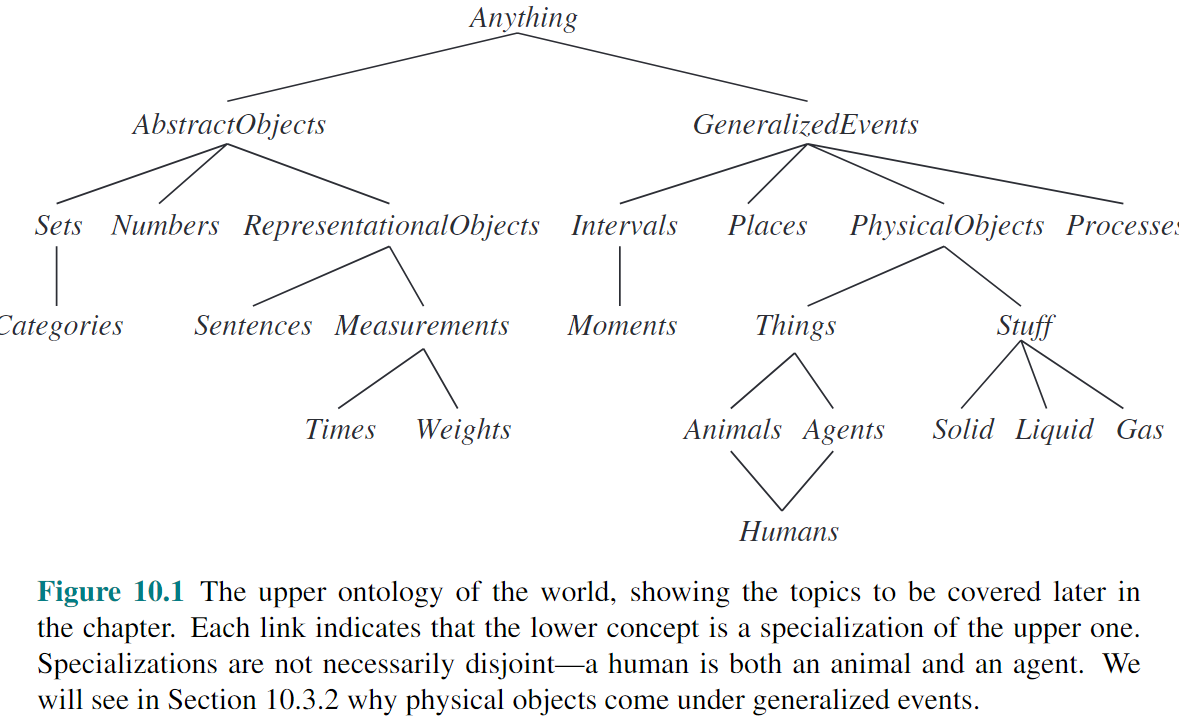 Anything
AbstractObjects GeneralizedEvents
Sets Numbers RepresentationalObjects Intervals Places PhysicalObjects Processes
Categories Sentences Measurements Moments Things Stuff
Times Weights Animals Agents Solid Liquid Gas
Humans
Figure 10.1 The upper ontology of the world, showing the topics to be covered later in
the chapter. Each link indicates that the lower concept is a specialization of the upper one.
Specializations are not necessarily disjoint—a human is both an animal and an agent. We
will see in Section 10.3.2 why physical objects come under generalized events.